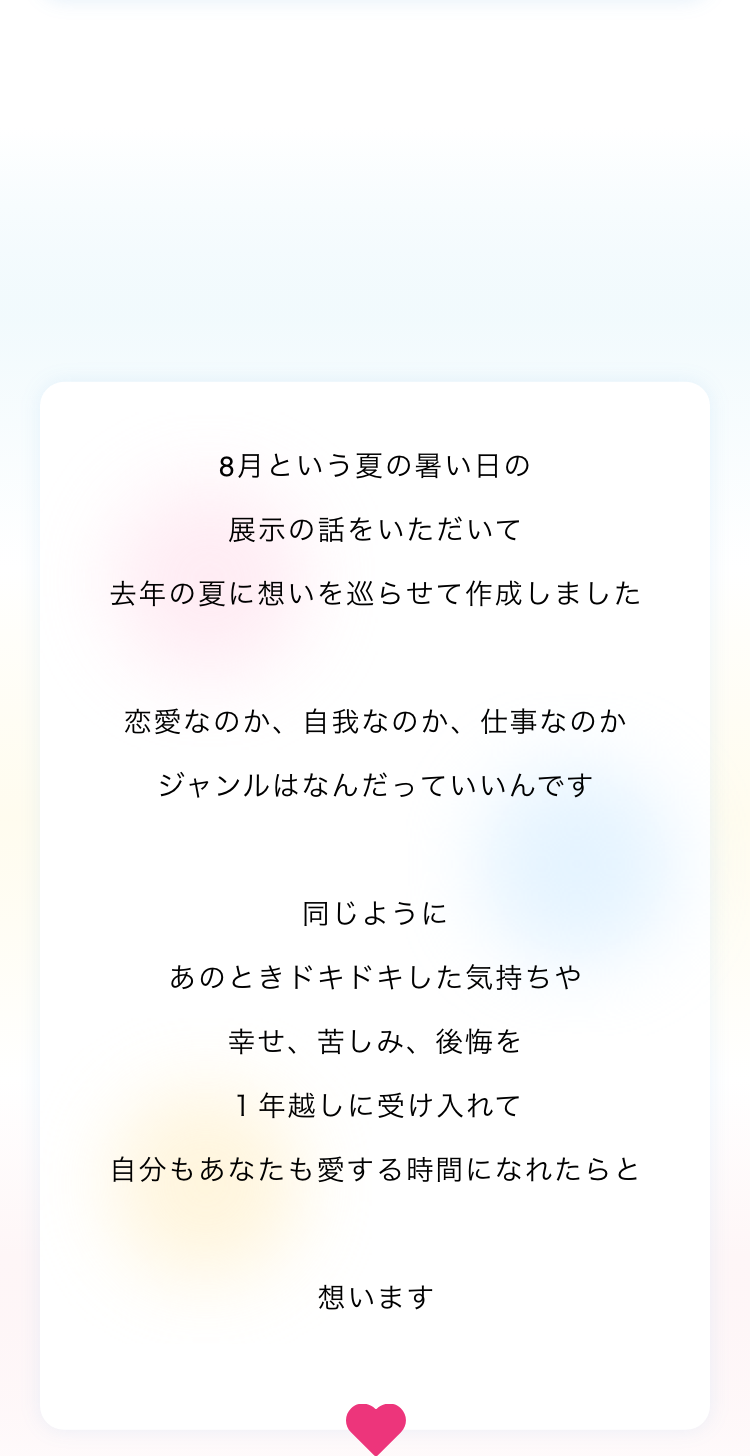 8月という夏の暑い日の
展示の話をいただいて
去年の夏に想いを巡らせて作成しました
恋愛なのか、自我なのか、仕事なのか
ジャンルはなんだっていいんです
同じように
あのときドキドキした気持ちや
幸せ、苦しみ、後悔を
１年越しに受け入れて
自分もあなたも愛する時間になれたらと
想います